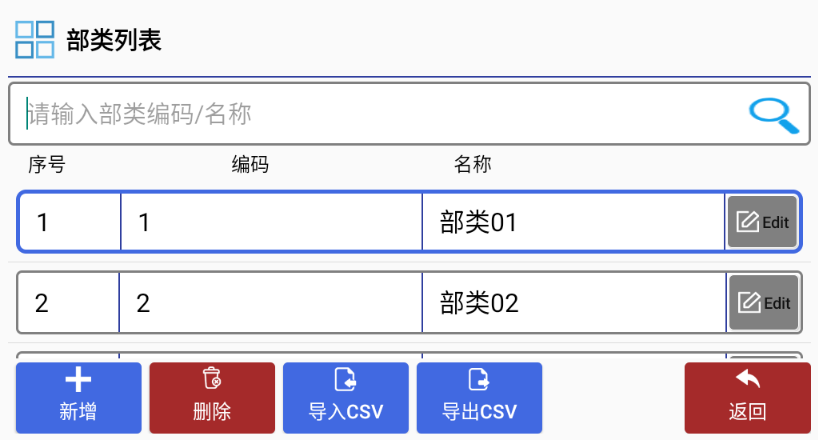 部类列表
请输入部类编码/名称
序号 编码 名称
1 1 部类01 Edit
2 2 部类02 Edit
新增 删除 导入CSV 导出CSV 返回